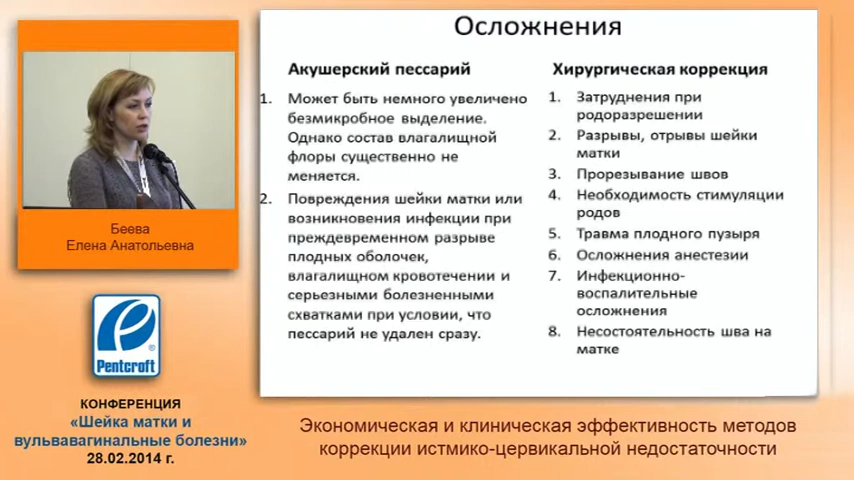 Осложнения
Акушерский пессарий
1. Может быть немного увеличено
безмикробное выделение.
Однако состав влагалищной
флоры существенно не
меняется.
2. Повреждения шейки матки или
возникновения инфекции при
преждевременном разрыве
плодных оболочек,
влагалищном кровотечении и
серьезными болезненными
схватками при условии, что
пессарий не удален сразу.
Хирургическая коррекция
1. Затруднения при
родоразрешении
2. Разрывы, отрывы шейки
матки
3. Прорезывание швов
4. Необходимость стимуляции
родов
5. Травма плодного пузыря
6. Осложнения анестезии
7. Инфекционно-
воспалительные
осложнения
8. Несостоятельность шва на
матке
Беева
Елена Анатольевна
Pentcroft
КОНФЕРЕНЦИЯ
«Шейка матки и
вульвавагинальные болезни»
28.02.2014 г.
Экономическая и клиническая эффективность методов
коррекции истмико-цервикальной недостаточности